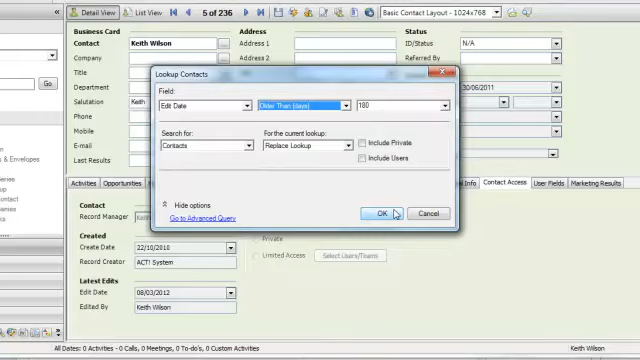 Detail View
List View
5 of 236
Basic Contact Layout - 1024x768
Business Card
Contact Keith Wilson
Company
Title
Department
Salutation Keith
Phone
Mobile
E-mail
Last Results
Address 1
Address 2
Status
ID/Status N/A
Referred By
30/06/2011
Go
& Envelopes
Lookup Contacts
Field:
Edit Date Older Than (days) 180
Search for: For the current lookup:
Contacts Replace Lookup
Include Private
Include Users
Hide options
Go to Advanced Query
OK Cancel
Activities Opportunities Info Contact Access User Fields Marketing Results
Contact
Record Manager
Created
Create Date 22/10/2010
Record Creator ACT! System
Latest Edits
Edit Date 08/03/2012
Edited By Keith Wilson
Private
Limited Access Select Users/Teams
All Dates: 0 Activities - 0 Calls, 0 Meetings, 0 To-do's, 0 Custom Activities
Keith Wilson